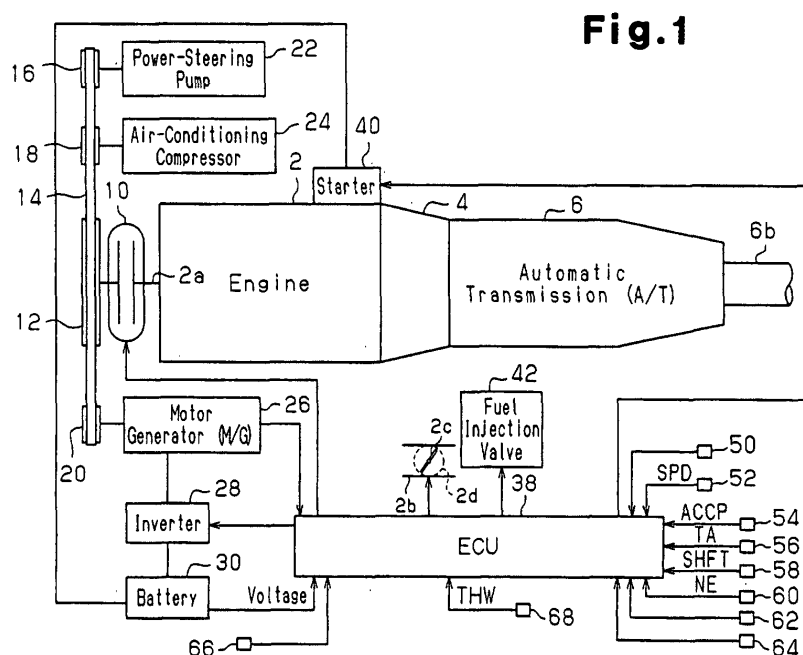 Fig.1
16
Power-Steering
Pump
22
18
Air-Conditioning
Compressor
24
40
14
10
2
Starter
4
6
6b
2a
Engine
Automatic
Transmission (A/T)
12
20
Motor
Generator (M/G)
26
42
Fuel
Injection
Valve
2c
2b
2d
38
50
SPD
52
28
Inverter
ECU
ACCP
54
TA
56
SHFT
58
NE
60
30
Battery
Voltage
THW
62
66
68
64